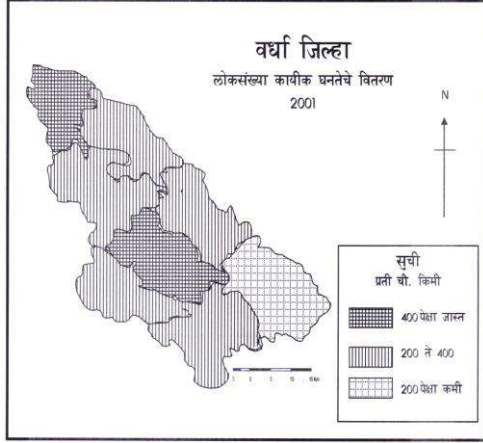 वर्धा जिल्हा
लोकसंख्या कायीक घनतेचे वितरण
2001
N
सुची
प्रती चौ. किमी
400 पेक्षा जास्त
200 ते 400
200 पेक्षा कमी